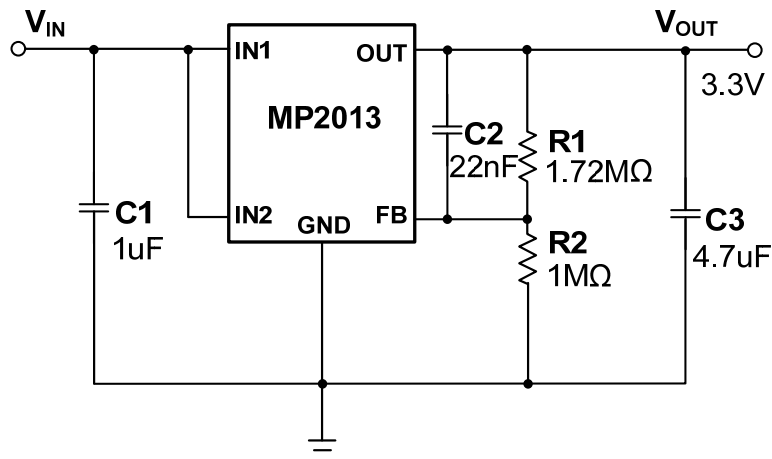 VIN
VOUT
IN1
OUT
3.3V
MP2013
C2
22nF
R1
1.72MΩ
C1
1uF
IN2
GND
FB
R2
1MΩ
C3
4.7uF